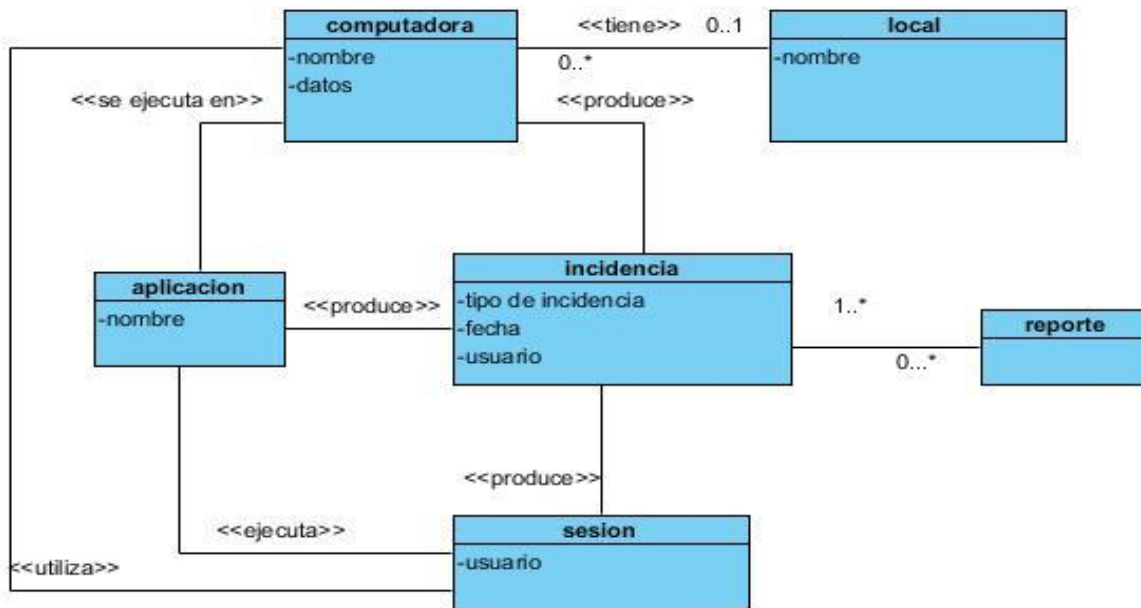 computadora
-nombre
-datos
<<tiene>>
0..1
0..*
local
-nombre
<<se ejecuta en>>
<<produce>>
aplicacion
-nombre
<<produce>>
incidencia
-tipo de incidencia
-fecha
-usuario
1..*
0...*
reporte
<<produce>>
<<ejecuta>>
sesion
-usuario
<<utiliza>>